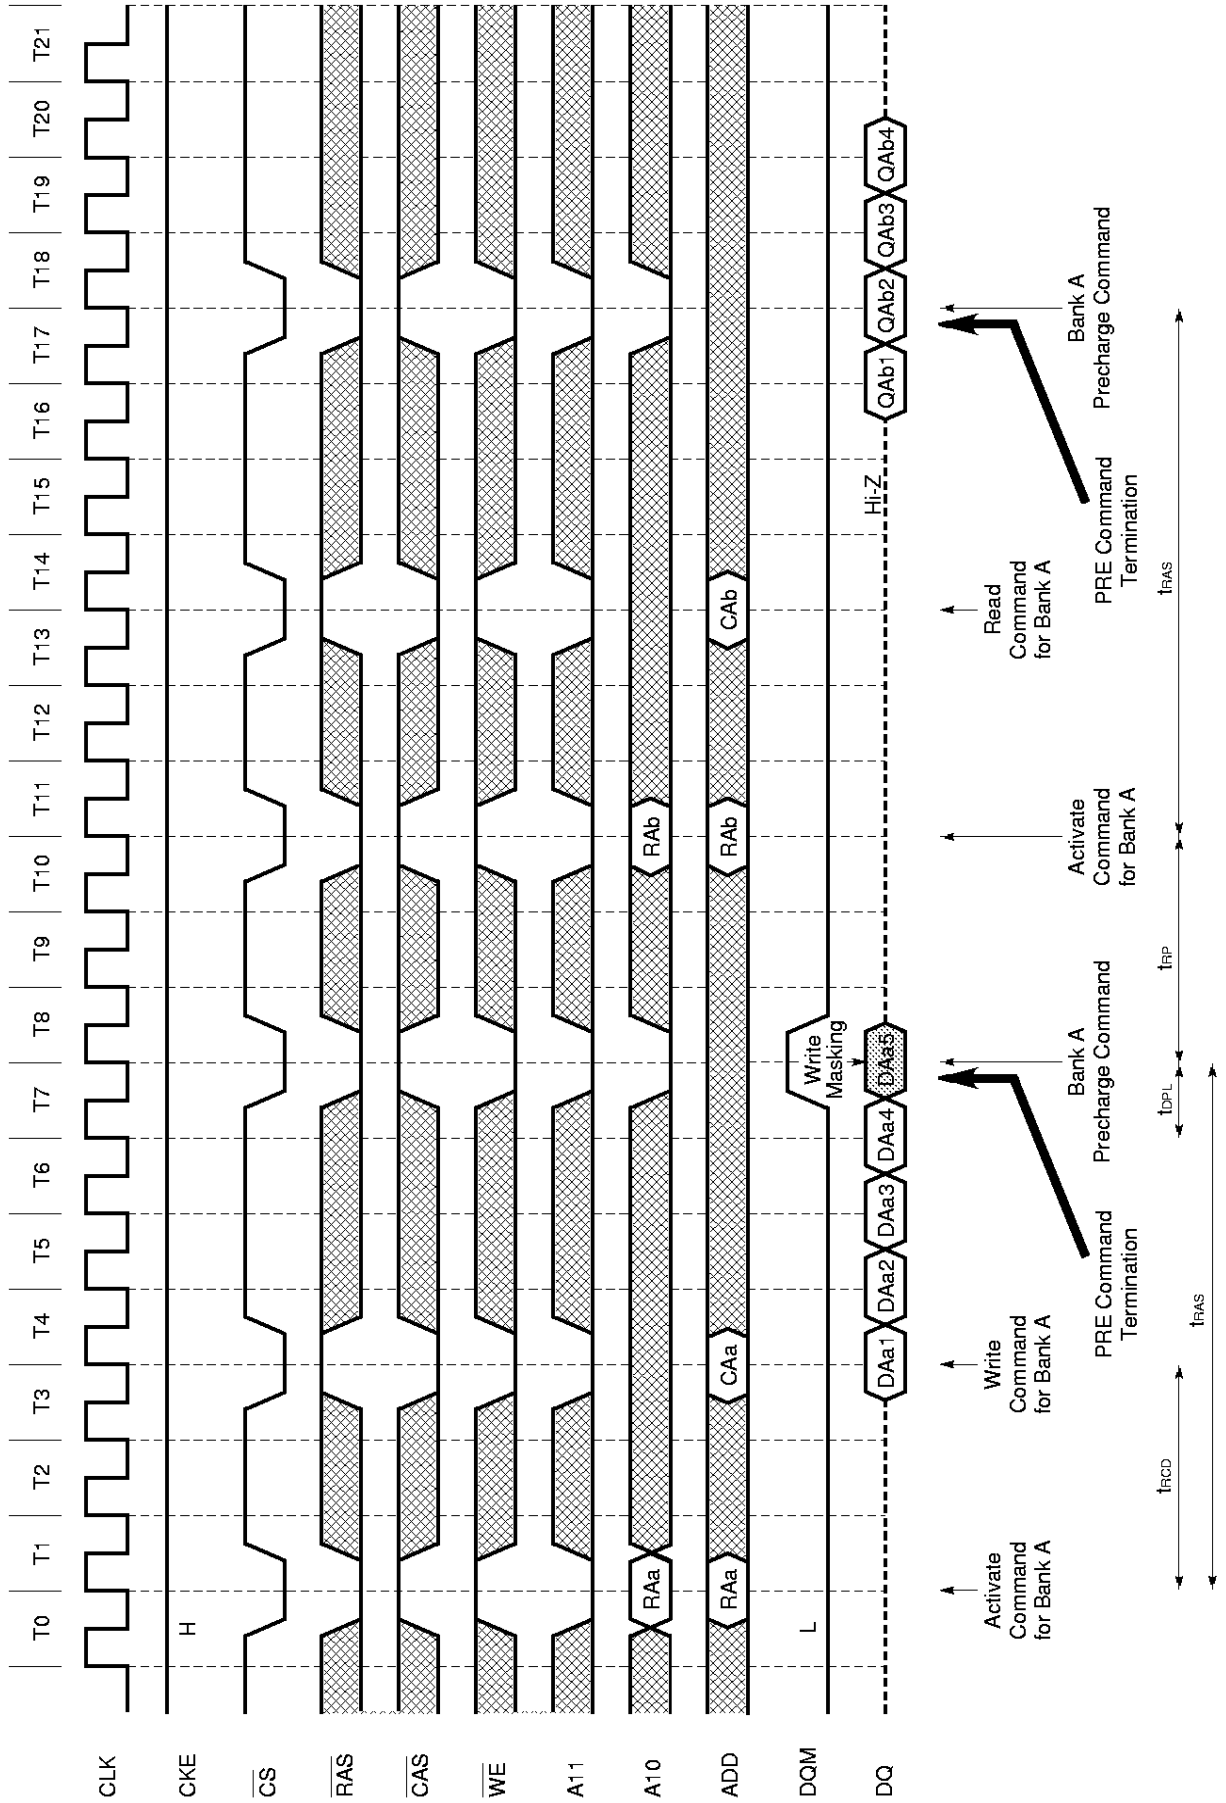 T0 T1 T2 T3 T4 T5 T6 T7 T8 T9 T10 T11 T12 T13 T14 T15 T16 T17 T18 T19 T20 T21
CLK
CKE H
CS
RAS
CAS
WE
A11
A10 RAa RAb
ADD RAa CAa RAb CAb
DQM L Write
Masking
DQ DAa1 DAa2 DAa3 DAa4 DAa5 Hi-Z QAb1 QAb2 QAb3 QAb4
Activate
Command
for Bank A
Write
Command
for Bank A
PRE Command
Termination
Bank A
Precharge Command
Activate
Command
for Bank A
Read
Command
for Bank A
PRE Command
Termination
Bank A
Precharge Command
tRCD tDPL tRP tRAS
tRAS